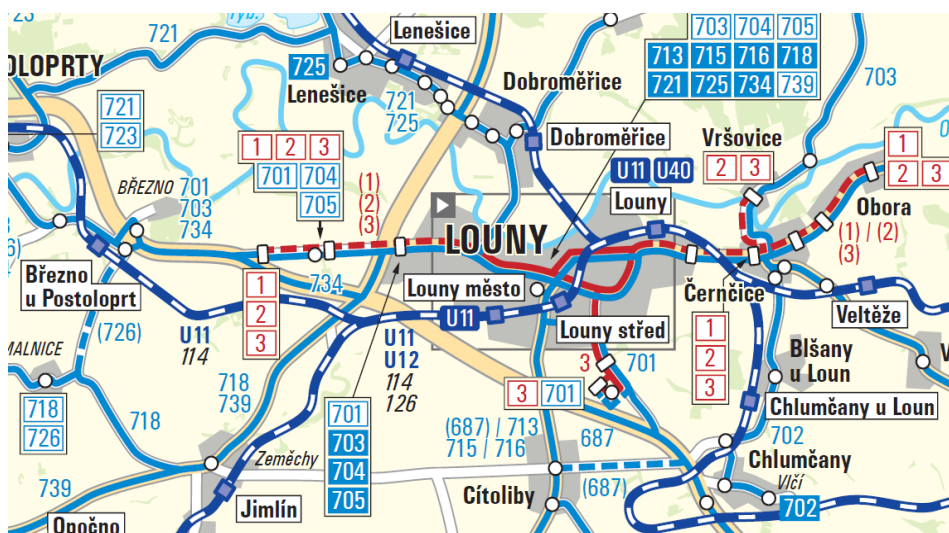 723
721
725
Lenešice
703 704 705
713 715 716 718
721 725 734 739
OLOPRTY
Lenešice
Dobroměřice
703
721
723
721
725
Dobroměřice
Vršovice
2 3
1
2 3
1 2 3
701 704
705
(1)
(2)
(3)
U11 U40
BŘEZNO
701
703
734
Louny
Obora
(1) / (2)
(3)
LOUNY
Březno
u Postoloprt
1
2
3
734
Louny město
Černčice
Veltěže
U11
114
U11
Louny střed
1
2
3
(726)
MALNICE
U11
U12
114
126
3
701
Blšany
u Loun
718
739
3 701
Chlumčany u Loun
718
726
718
701
703
704
705
(687) / 713
715 / 716
687
702
Chlumčany
Vlčí
702
Zeměchy
739
Jimlín
Cítoliby
(687)
Opočno